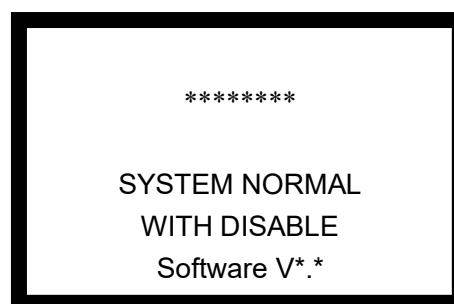 ********
SYSTEM NORMAL
WITH DISABLE
Software V*.*